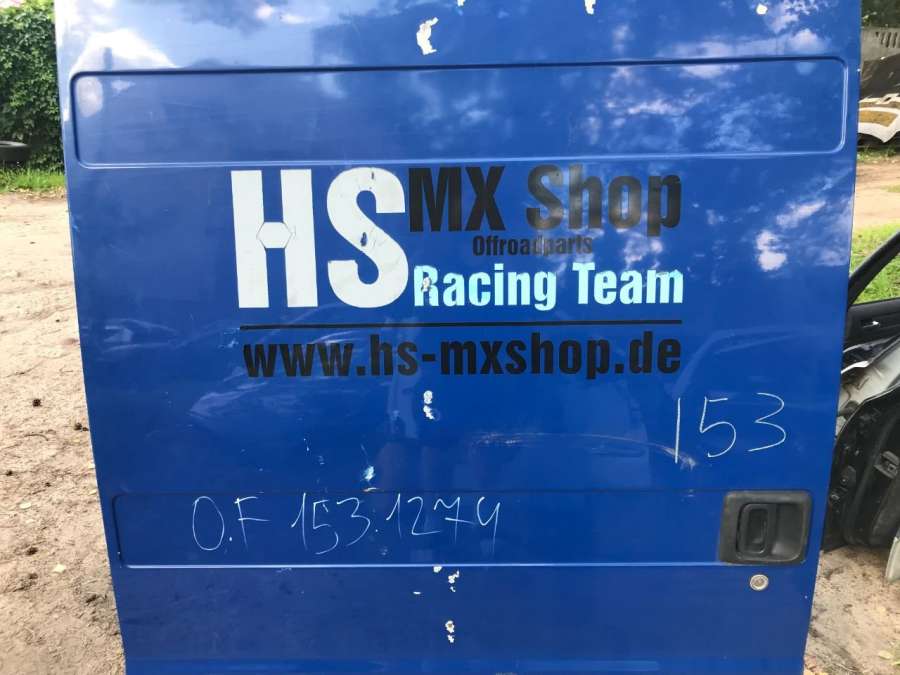 HS MX Shop
Offroadparts
Racing Team
www.hs-mxshop.de
153
O.F 153.1274